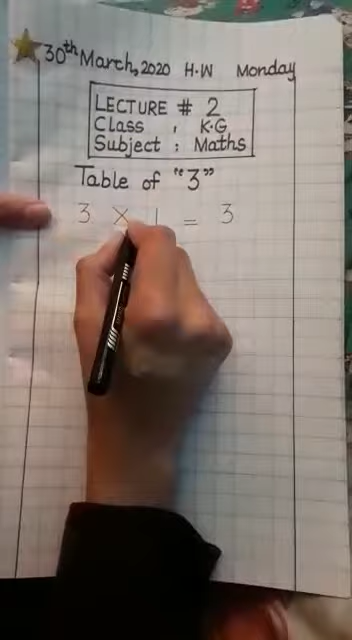 30th March, 2020 H.W Monday
LECTURE # 2
Class : K.G
Subject : Maths
Table of "3"
3 X 1 = 3